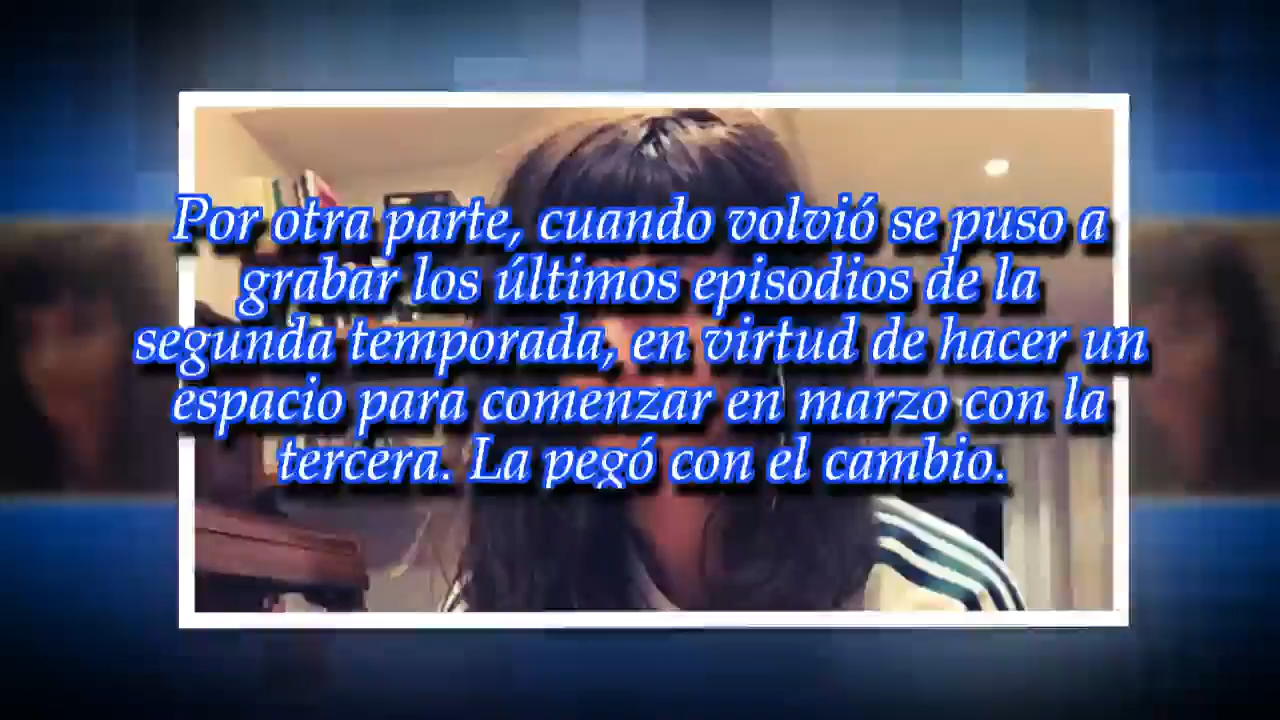 Por otra parte, cuando volvió se puso a
grabar los últimos episodios de la
segunda temporada, en virtud de hacer un
espacio para comenzar en marzo con la
tercera. La pegó con el cambio.